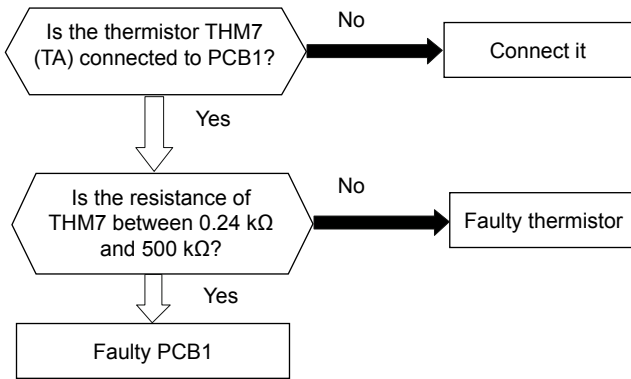 Is the thermistor THM7
(TA) connected to PCB1?
No
Connect it
Yes
Is the resistance of
THM7 between 0.24 kΩ
and 500 kΩ?
No
Faulty thermistor
Yes
Faulty PCB1